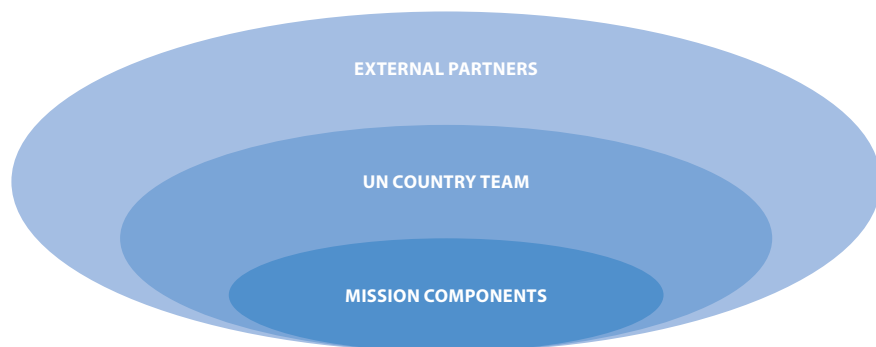 EXTERNAL PARTNERS
UN COUNTRY TEAM
MISSION COMPONENTS